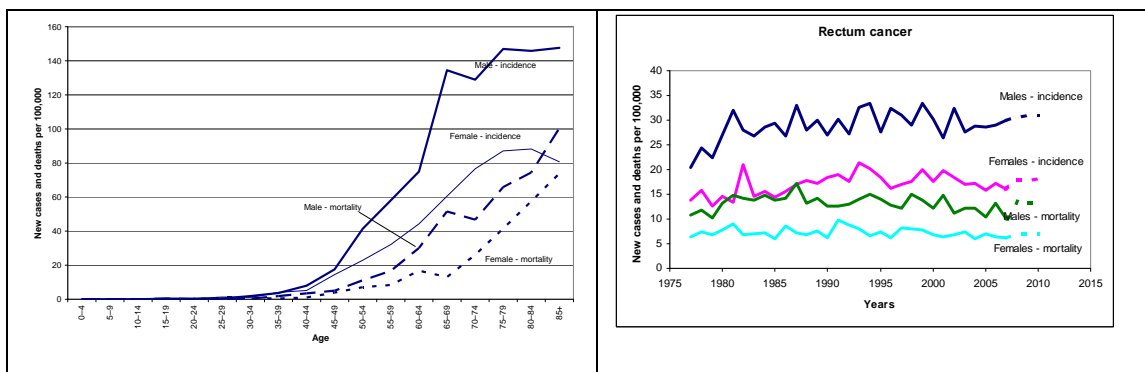 160
140
120
100
80
60
40
20
0
New cases and deaths per 100,000
Male - incidence
Female - incidence
Male - mortality
Female - mortality
0–4
5–9
10–14
15–19
20–24
25–29
30–34
35–39
40–44
45–49
50–54
55–59
60–64
65–69
70–74
75–79
80–84
85-
Age
Rectum cancer
40
35
30
25
20
15
10
5
0
New cases and deaths per 100,000
Males - incidence
Females - incidence
Males - mortality
Females - mortality
1975 1980 1985 1990 1995 2000 2005 2010 2015
Years